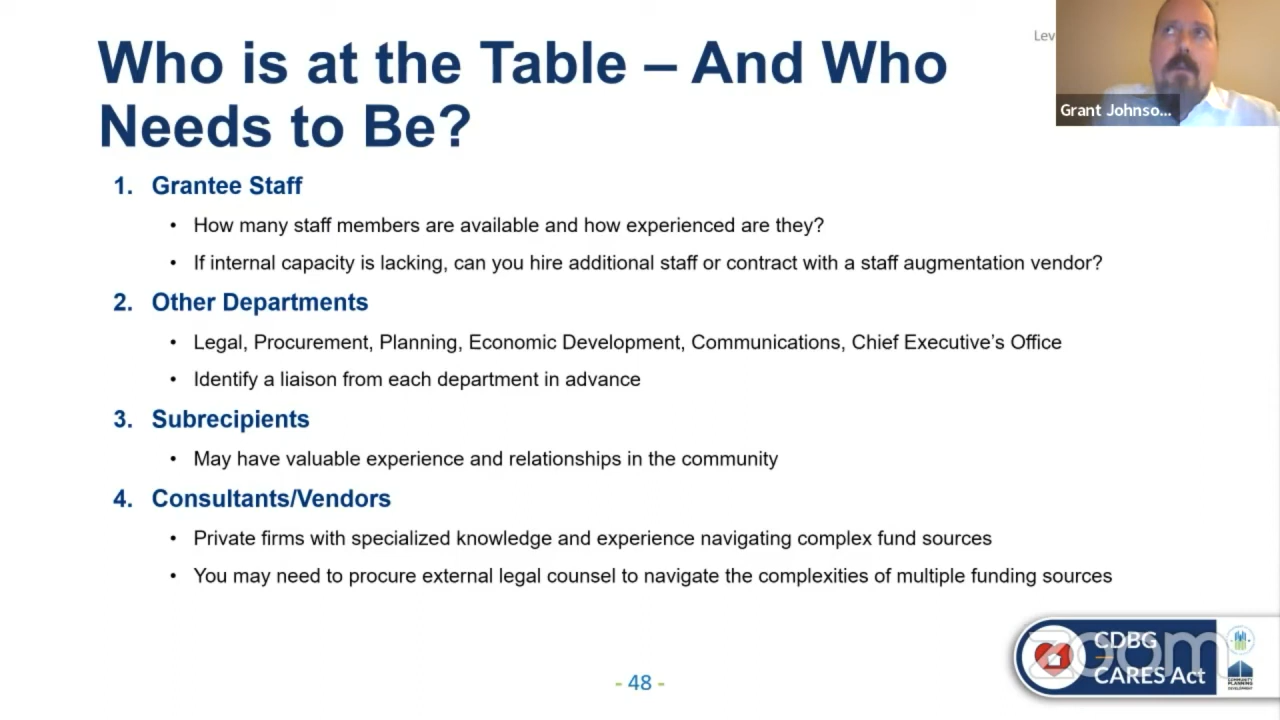 Who is at the Table – And Who
Needs to Be?
Lev
Grant Johnso...
1. Grantee Staff
• How many staff members are available and how experienced are they?
• If internal capacity is lacking, can you hire additional staff or contract with a staff augmentation vendor?
2. Other Departments
• Legal, Procurement, Planning, Economic Development, Communications, Chief Executive’s Office
• Identify a liaison from each department in advance
3. Subrecipients
• May have valuable experience and relationships in the community
4. Consultants/Vendors
• Private firms with specialized knowledge and experience navigating complex fund sources
• You may need to procure external legal counsel to navigate the complexities of multiple funding sources
- 48 -
CDBG
CARES Act
zoom
COMMUNITY
PLANNING
DEVELOPMENT